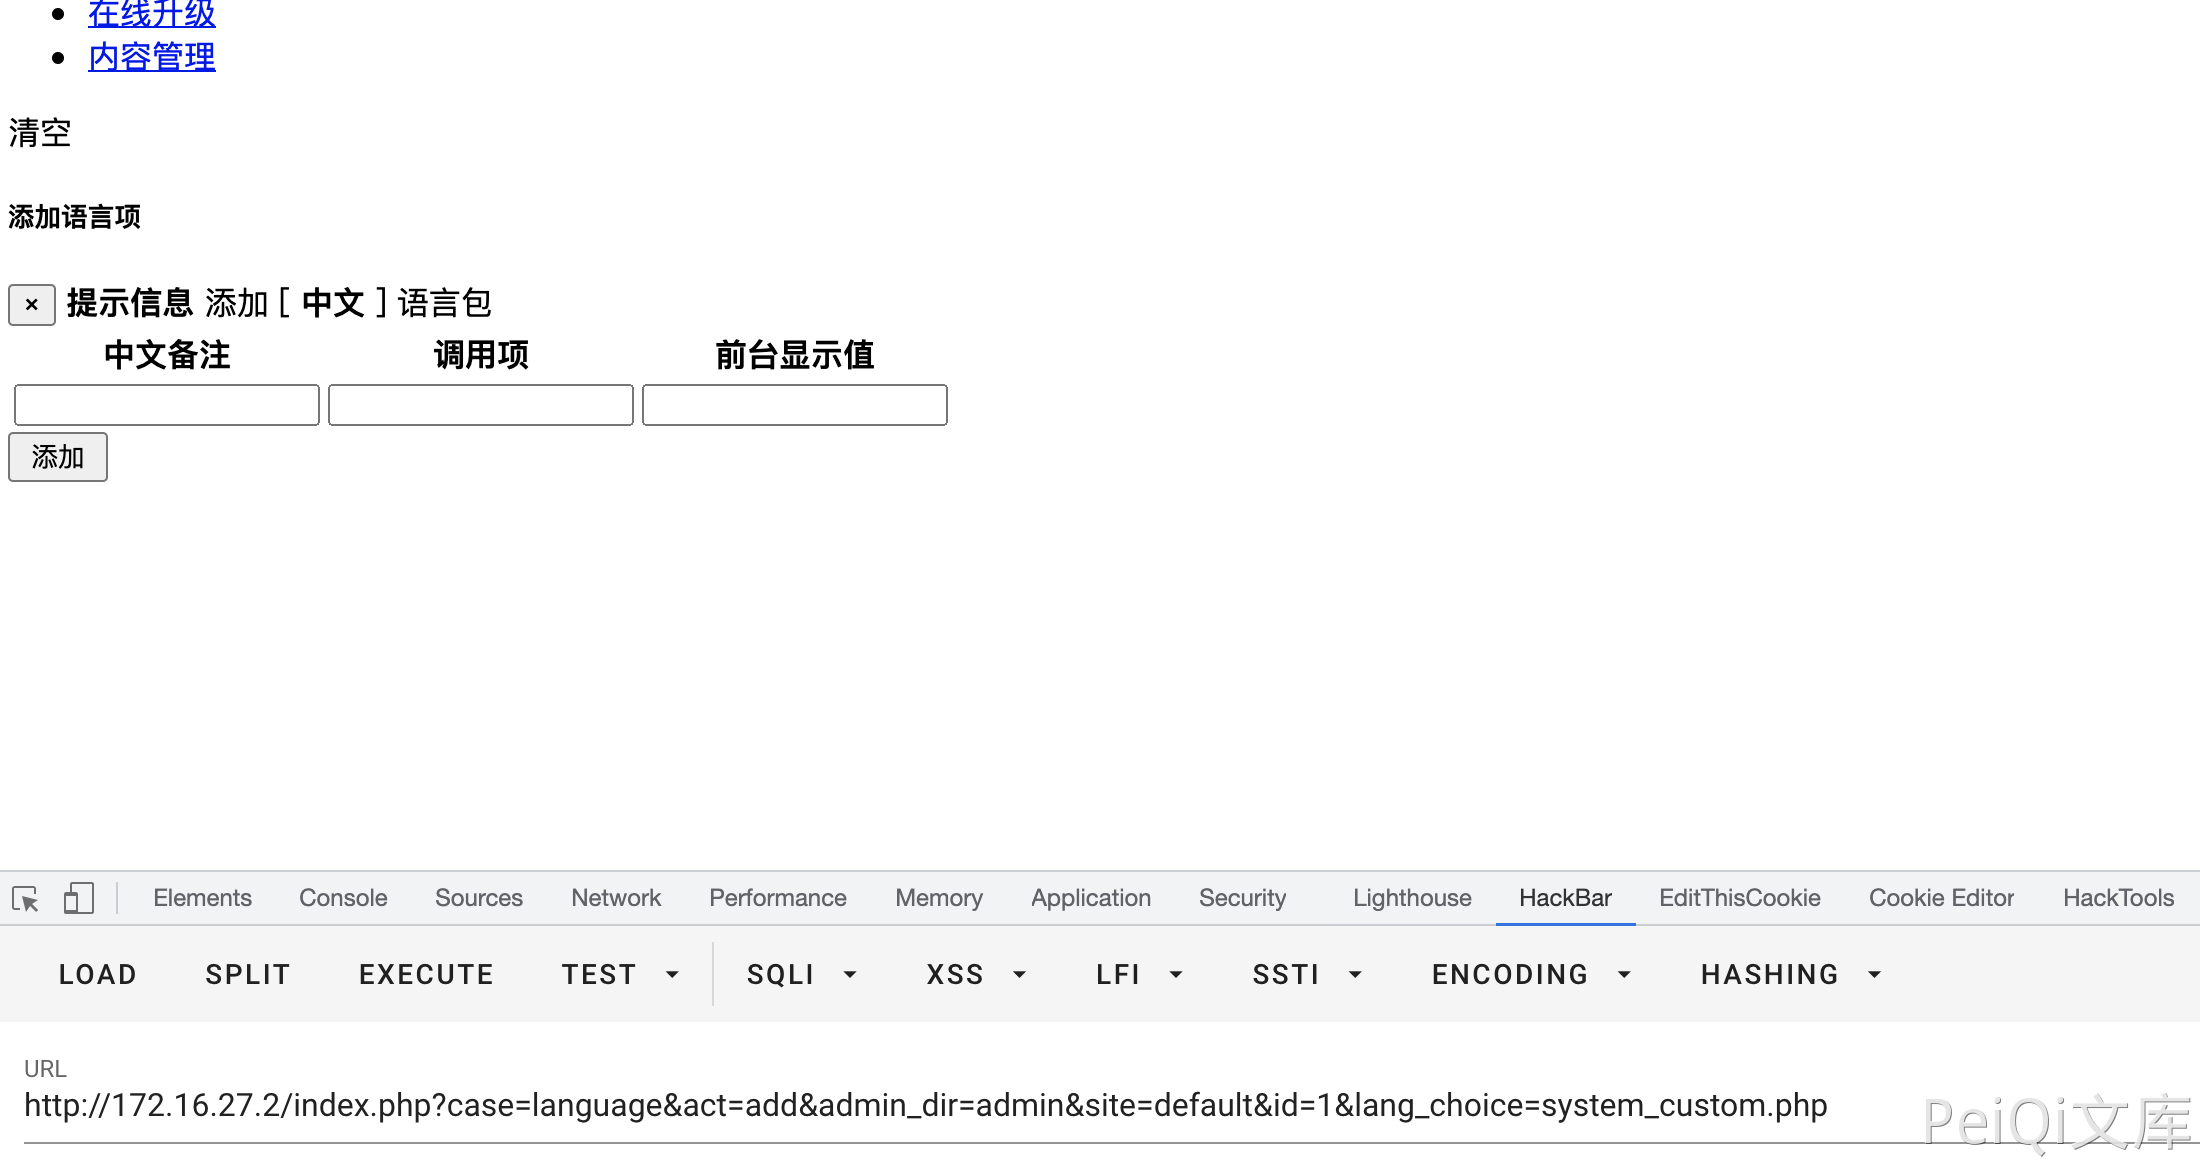 在线升级
内容管理
清空
添加语言项
× 提示信息 添加 [ 中文 ] 语言包
中文备注 调用项 前台显示值
添加
Elements Console Sources Network Performance Memory Application Security Lighthouse HackBar EditThisCookie Cookie Editor HackTools
LOAD SPLIT EXECUTE TEST SQLI XSS LFI SSTI ENCODING HASHING
URL
http://172.16.27.2/index.php?case=language&act=add&admin_dir=admin&site=default&id=1&lang_choice=system_custom.php
PeiQi文库